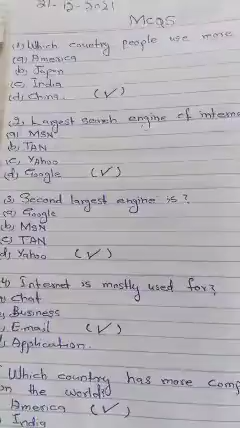 21-12-2021
MCQS
(1) Which country people use more
(a) America
(b) Japan
(c) India
(d) China. (✓)
(2) Largest search engine of interne
(a) MSN
(b) TAN
(c) Yahoo
(d) Google (✓)
(3) Second largest engine is?
(a) Google
(b) MSN
(c) TAN
(d) Yahoo (✓)
4) Internet is mostly used for?
Chat
Business
E.mail (✓)
Application.
Which country has more comp
on the world?
America (✓)
India